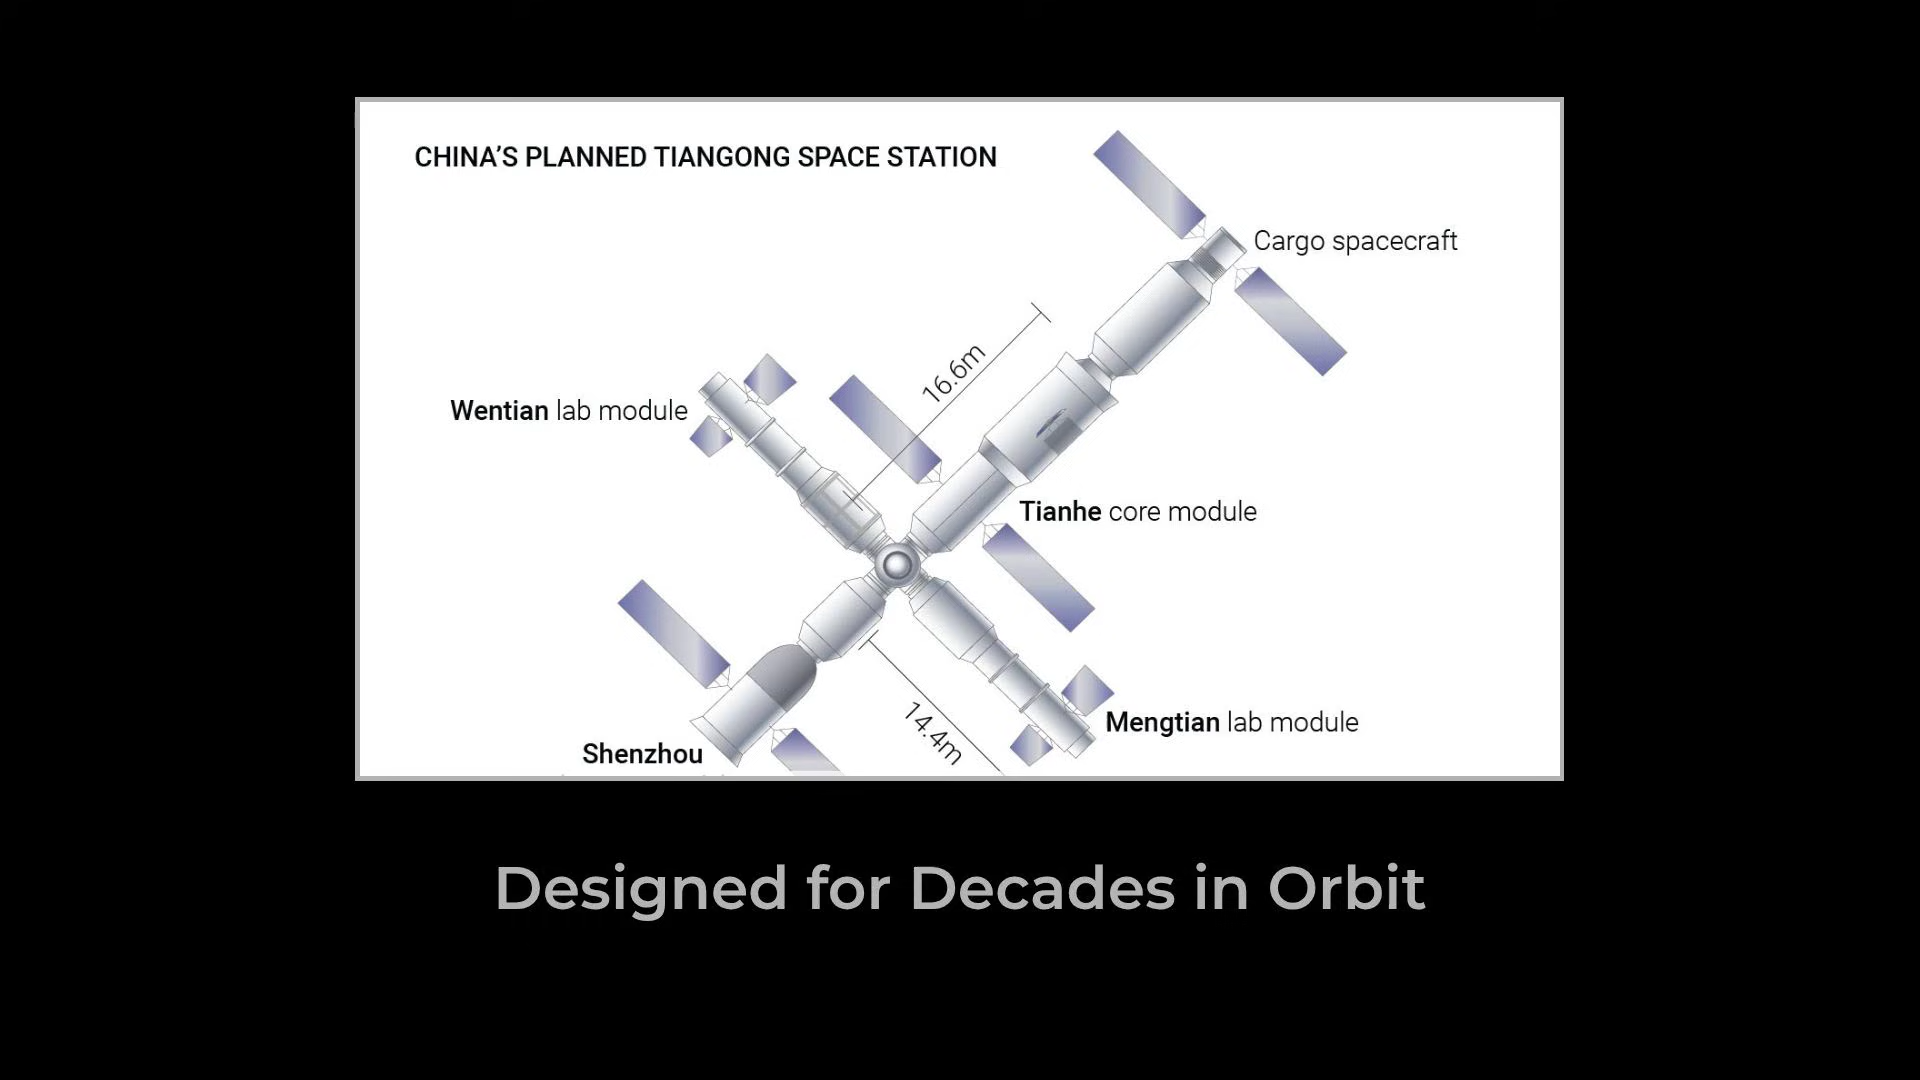 CHINA’S PLANNED TIANGONG SPACE STATION
Cargo spacecraft
16.6m
Wentian lab module
Tianhe core module
Mengtian lab module
14.4m
Shenzhou
Designed for Decades in Orbit